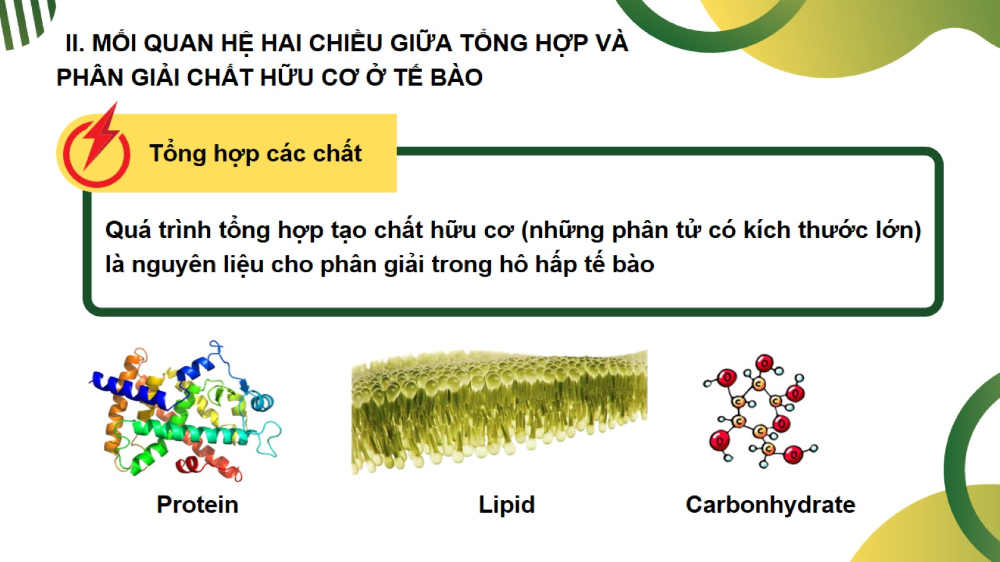 II. MỐI QUAN HỆ HAI CHIỀU GIỮA TỔNG HỢP VÀ
PHÂN GIẢI CHẤT HỮU CƠ Ở TẾ BÀO
Tổng hợp các chất
Quá trình tổng hợp tạo chất hữu cơ (những phân tử có kích thước lớn)
là nguyên liệu cho phân giải trong hô hấp tế bào
O
O
C
O
C
C
C
C
O
O
C
O
Protein
Lipid
Carbonhydrate